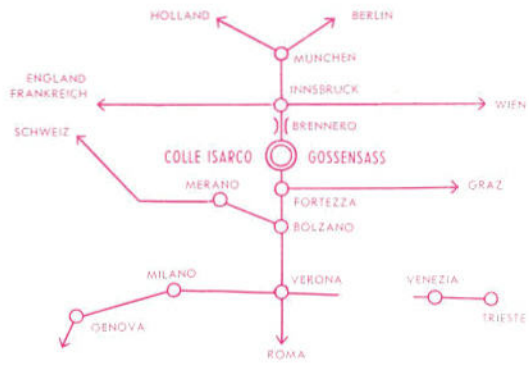 HOLLAND
BERLIN
MÜNCHEN
ENGLAND
FRANKREICH
INNSBRUCK
WIEN
SCHWEIZ
BRENNERO
COLLE ISARCO GOSSENSASS
MERANO
GRAZ
FORTEZZA
BOLZANO
MILANO
VERONA
VENEZIA
GENOVA
TRIESTE
ROMA